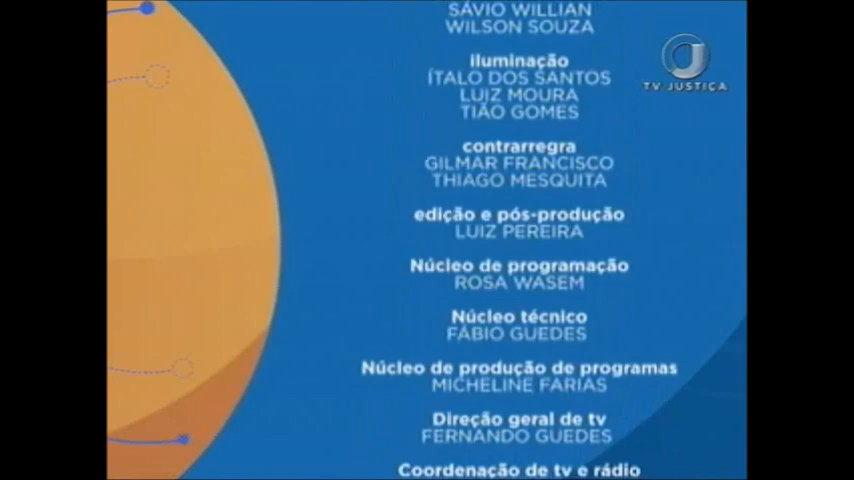 SÁVIO WILLIAN
WILSON SOUZA
iluminação
ÍTALO DOS SANTOS
LUIZ MOURA
TIÃO GOMES
contrarregra
GILMAR FRANCISCO
THIAGO MESQUITA
edição e pós-produção
LUIZ PEREIRA
Núcleo de programação
ROSA WASEM
Núcleo técnico
FÁBIO GUEDES
Núcleo de produção de programas
MICHELINE FARIAS
Direção geral de tv
FERNANDO GUEDES
Coordenação de tv e rádio
TV JUSTIÇA